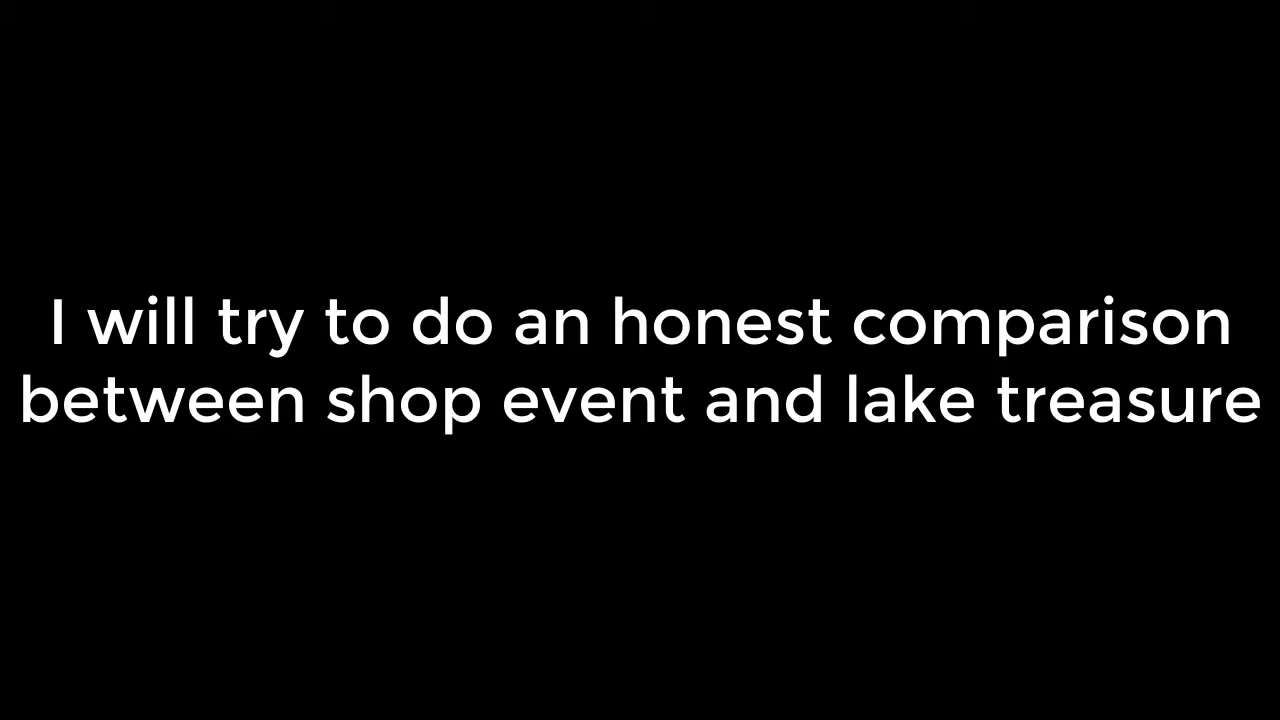 I will try to do an honest comparison
between shop event and lake treasure